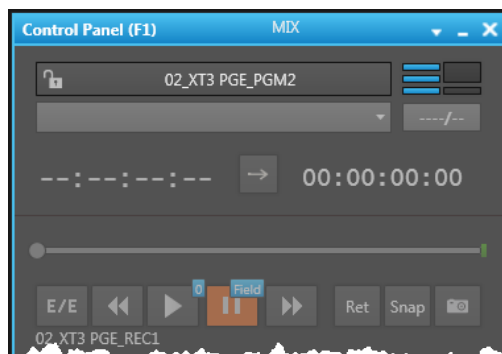 Control Panel (F1) MIX
02_XT3 PGE_PGM2
----/--
--:--:--:-- 00:00:00:00
0 Field
E/E Ret Snap
02_XT3 PGE_REC1